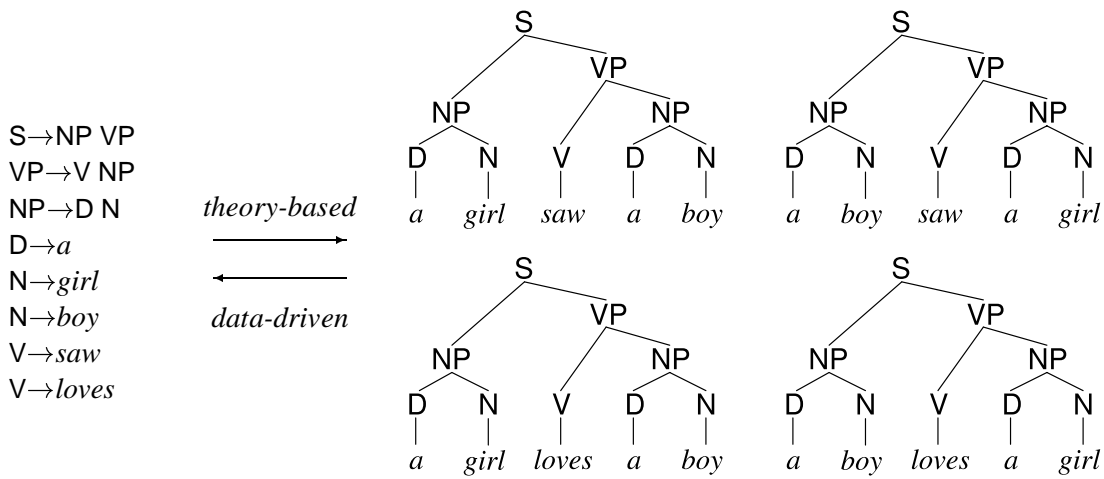 S→NP VP
VP→V NP
NP→D N
D→a
N→girl
N→boy
V→saw
V→loves
theory-based
data-driven
S
VP
NP NP
D N V D N
a girl saw a boy
S
VP
NP NP
D N V D N
a boy saw a girl
S
VP
NP NP
D N V D N
a girl loves a boy
S
VP
NP NP
D N V D N
a boy loves a girl